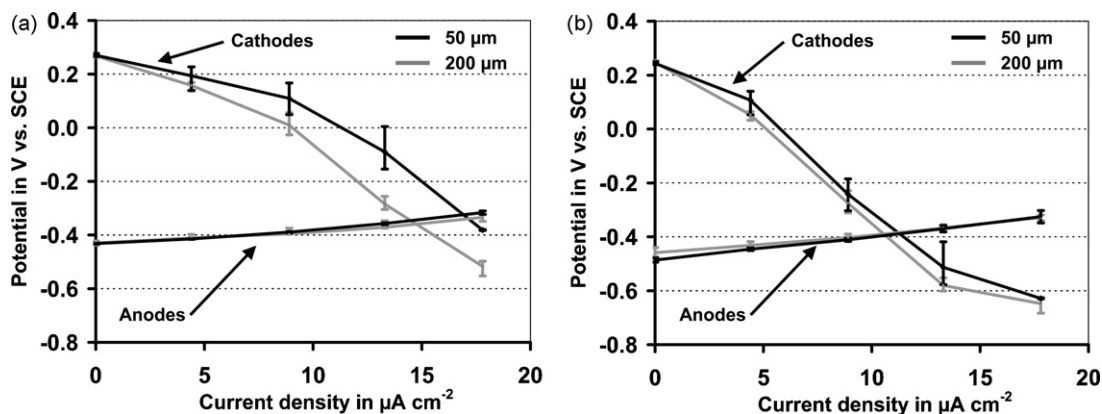 (a)
0.4
0.2
0.0
-0.2
-0.4
-0.6
-0.8
Potential in V vs. SCE
Cathodes
50 µm
200 µm
Anodes
0 5 10 15 20
Current density in µA cm⁻²
(b)
0.4
0.2
0.0
-0.2
-0.4
-0.6
-0.8
Potential in V vs. SCE
Cathodes
50 µm
200 µm
Anodes
0 5 10 15 20
Current density in µA cm⁻²